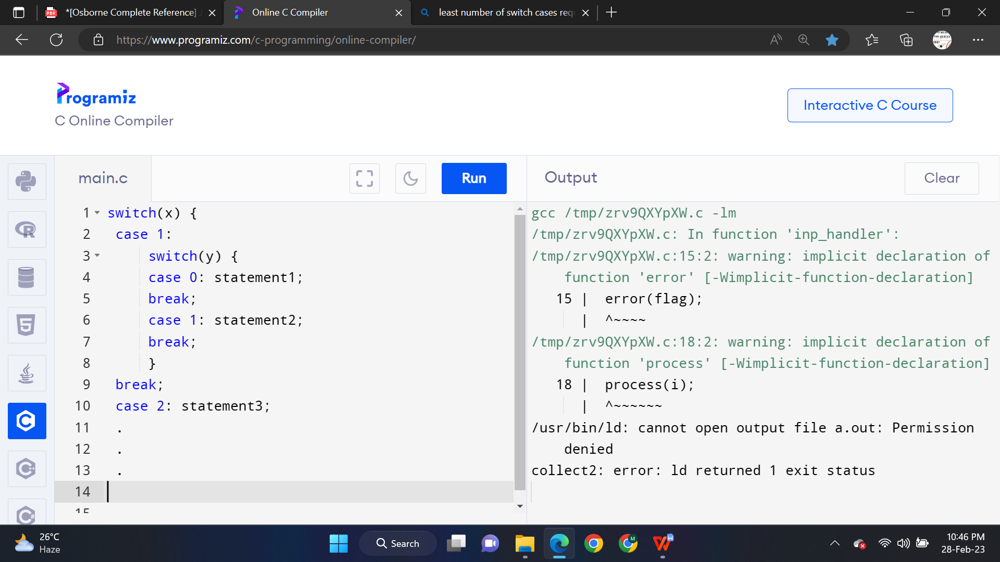 *[Osborne Complete Reference]
Online C Compiler
least number of switch cases req
https://www.programiz.com/c-programming/online-compiler/
Programiz
C Online Compiler
Interactive C Course
main.c
Run
Output
Clear
1 switch(x) {
2 case 1:
3 switch(y) {
4 case 0: statement1;
5 break;
6 case 1: statement2;
7 break;
8 }
9 break;
10 case 2: statement3;
11 .
12 .
13 .
14
15
gcc /tmp/zrv9QXYpXW.c -lm
/tmp/zrv9QXYpXW.c: In function 'inp_handler':
/tmp/zrv9QXYpXW.c:15:2: warning: implicit declaration of
function 'error' [-Wimplicit-function-declaration]
15 | error(flag);
| ^~~~~
/tmp/zrv9QXYpXW.c:18:2: warning: implicit declaration of
function 'process' [-Wimplicit-function-declaration]
18 | process(i);
| ^~~~~~~
/usr/bin/ld: cannot open output file a.out: Permission
denied
collect2: error: ld returned 1 exit status
26°C
Haze
Search
10:46 PM
28-Feb-23